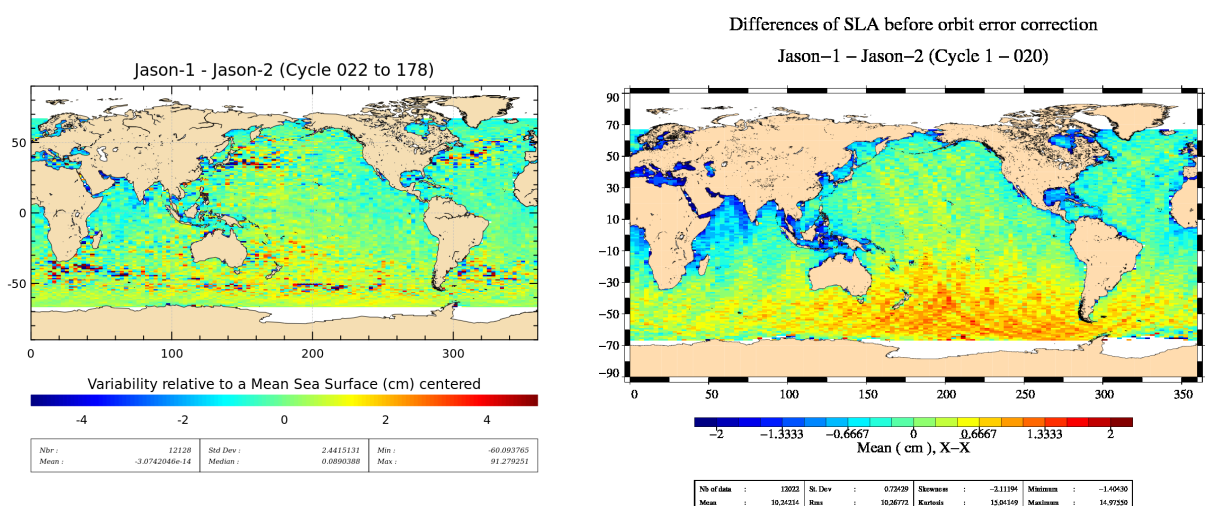 Jason-1 - Jason-2 (Cycle 022 to 178)
50
0
-50
0 100 200 300
Variability relative to a Mean Sea Surface (cm) centered
-4 -2 0 2 4
Nbr : 12128 Std Dev : 2.4415131 Min : -60.093765
Mean : -3.0742046e-14 Median : 0.0890388 Max : 91.279251
Differences of SLA before orbit error correction
Jason−1 − Jason−2 (Cycle 1 − 020)
90
70
50
30
10
−10
−30
−50
−70
−90
0 50 100 150 200 250 300 350
−2 −1.3333 −0.6667 0 0.6667 1.3333 2
Mean ( cm ), X−X
Nb of data : 12022 St. Dev : 0.72429 Skewness : −2.11194 Minimum : −1.40430
Mean : 10.24214 Rms : 10.26772 Kurtosis : 15.04149 Maximum : 14.97550